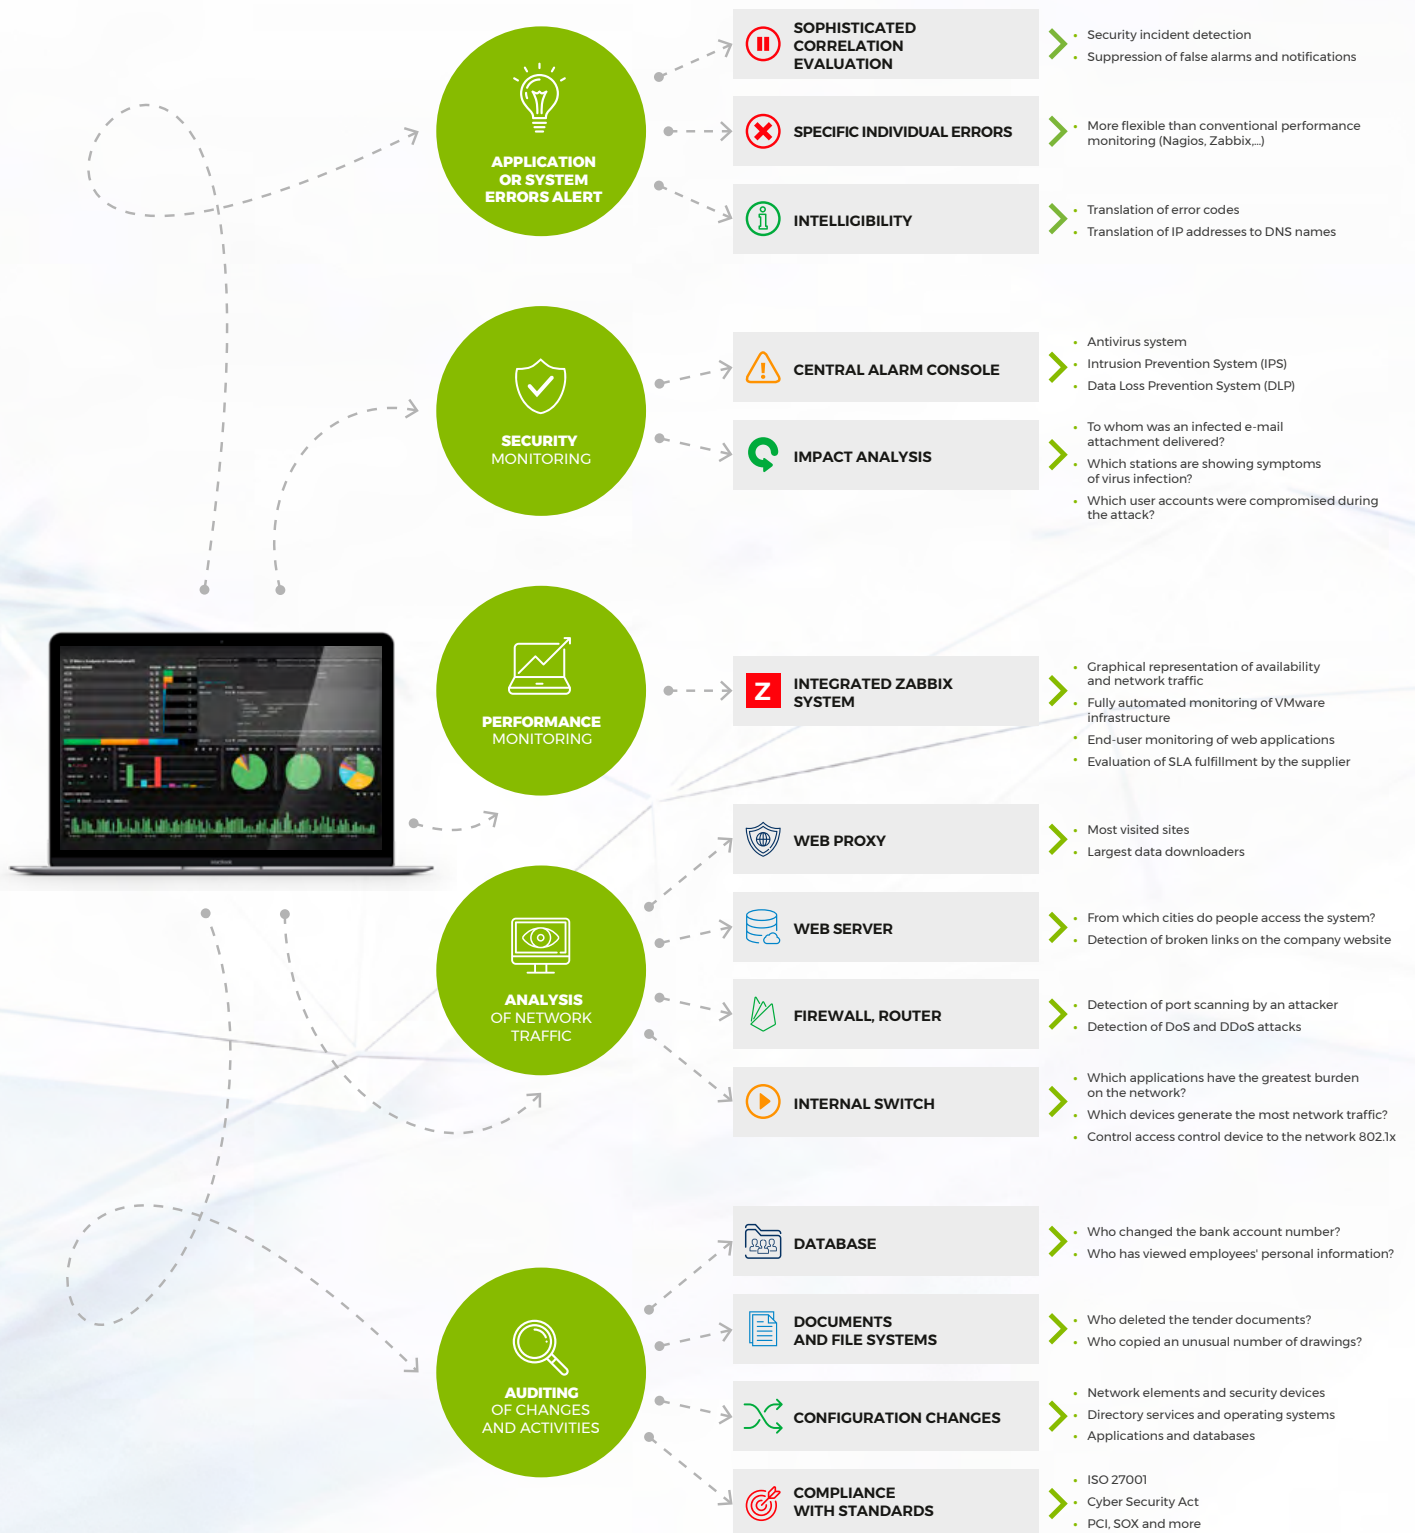 APPLICATION
OR SYSTEM
ERRORS ALERT
SOPHISTICATED
CORRELATION
EVALUATION
• Security incident detection
• Suppression of false alarms and notifications
SPECIFIC INDIVIDUAL ERRORS
• More flexible than conventional performance
monitoring (Nagios, Zabbix,...)
INTELLIGIBILITY
• Translation of error codes
• Translation of IP addresses to DNS names
SECURITY
MONITORING
CENTRAL ALARM CONSOLE
• Antivirus system
• Intrusion Prevention System (IPS)
• Data Loss Prevention System (DLP)
IMPACT ANALYSIS
• To whom was an infected e-mail
attachment delivered?
• Which stations are showing symptoms
of virus infection?
• Which user accounts were compromised during
the attack?
PERFORMANCE
MONITORING
Z
INTEGRATED ZABBIX
SYSTEM
• Graphical representation of availability
and network traffic
• Fully automated monitoring of VMware
infrastructure
• End-user monitoring of web applications
• Evaluation of SLA fulfillment by the supplier
ANALYSIS
OF NETWORK
TRAFFIC
WEB PROXY
• Most visited sites
• Largest data downloaders
WEB SERVER
• From which cities do people access the system?
• Detection of broken links on the company website
FIREWALL, ROUTER
• Detection of port scanning by an attacker
• Detection of DoS and DDoS attacks
INTERNAL SWITCH
• Which applications have the greatest burden
on the network?
• Which devices generate the most network traffic?
• Control access control device to the network 802.1x
AUDITING
OF CHANGES
AND ACTIVITIES
DATABASE
• Who changed the bank account number?
• Who has viewed employees' personal information?
DOCUMENTS
AND FILE SYSTEMS
• Who deleted the tender documents?
• Who copied an unusual number of drawings?
CONFIGURATION CHANGES
• Network elements and security devices
• Directory services and operating systems
• Applications and databases
COMPLIANCE
WITH STANDARDS
• ISO 27001
• Cyber Security Act
• PCI, SOX and more